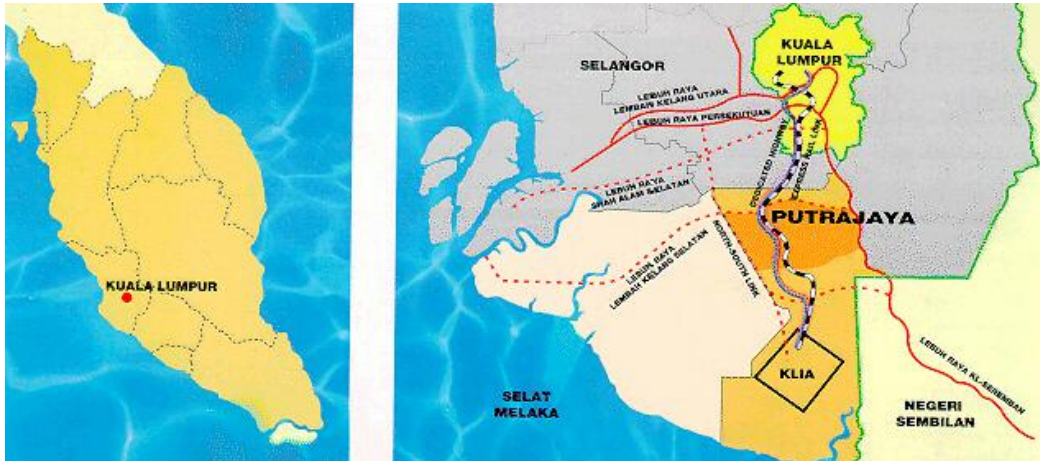 KUALA LUMPUR
KUALA
LUMPUR
SELANGOR
LEBUH RAYA
LEMBAH KELANG UTARA
LEBUH RAYA PERSEKUTUAN
DEDICATED HIGHWAY
EXPRESS RAIL LINK
LEBUH RAYA
SHAH ALAM SELATAN
PUTRAJAYA
NORTH-SOUTH LINK
LEBUH RAYA
LEMBAH KELANG SELATAN
KLIA
LEBUH RAYA KL-SEREMBAN
SELAT
MELAKA
NEGERI
SEMBILAN